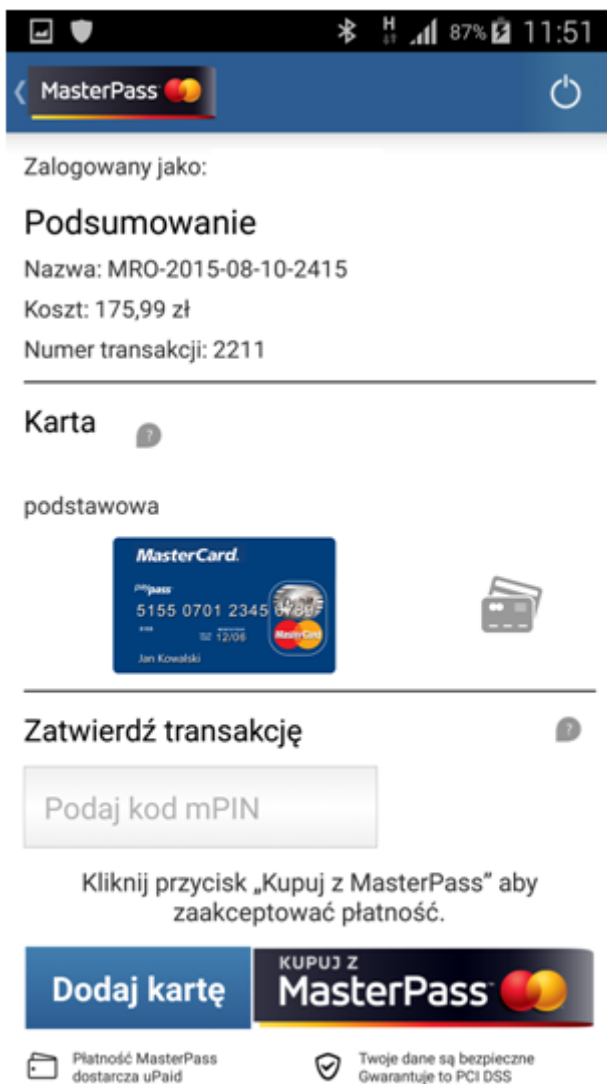 87% 11:51
MasterPass
Zalogowany jako:
Podsumowanie
Nazwa: MRO-2015-08-10-2415
Koszt: 175,99 zł
Numer transakcji: 2211
Karta ?
podstawowa
MasterCard.
paypass
5155 0701 2345 6789
12/06
MasterCard
Jan Kowalski
Zatwierdź transakcję ?
Podaj kod mPIN
Kliknij przycisk „Kupuj z MasterPass” aby
zaakceptować płatność.
Dodaj kartę
KUPUJ Z
MasterPass
Płatność MasterPass
dostarcza uPaid
Twoje dane są bezpieczne
Gwarantuje to PCI DSS